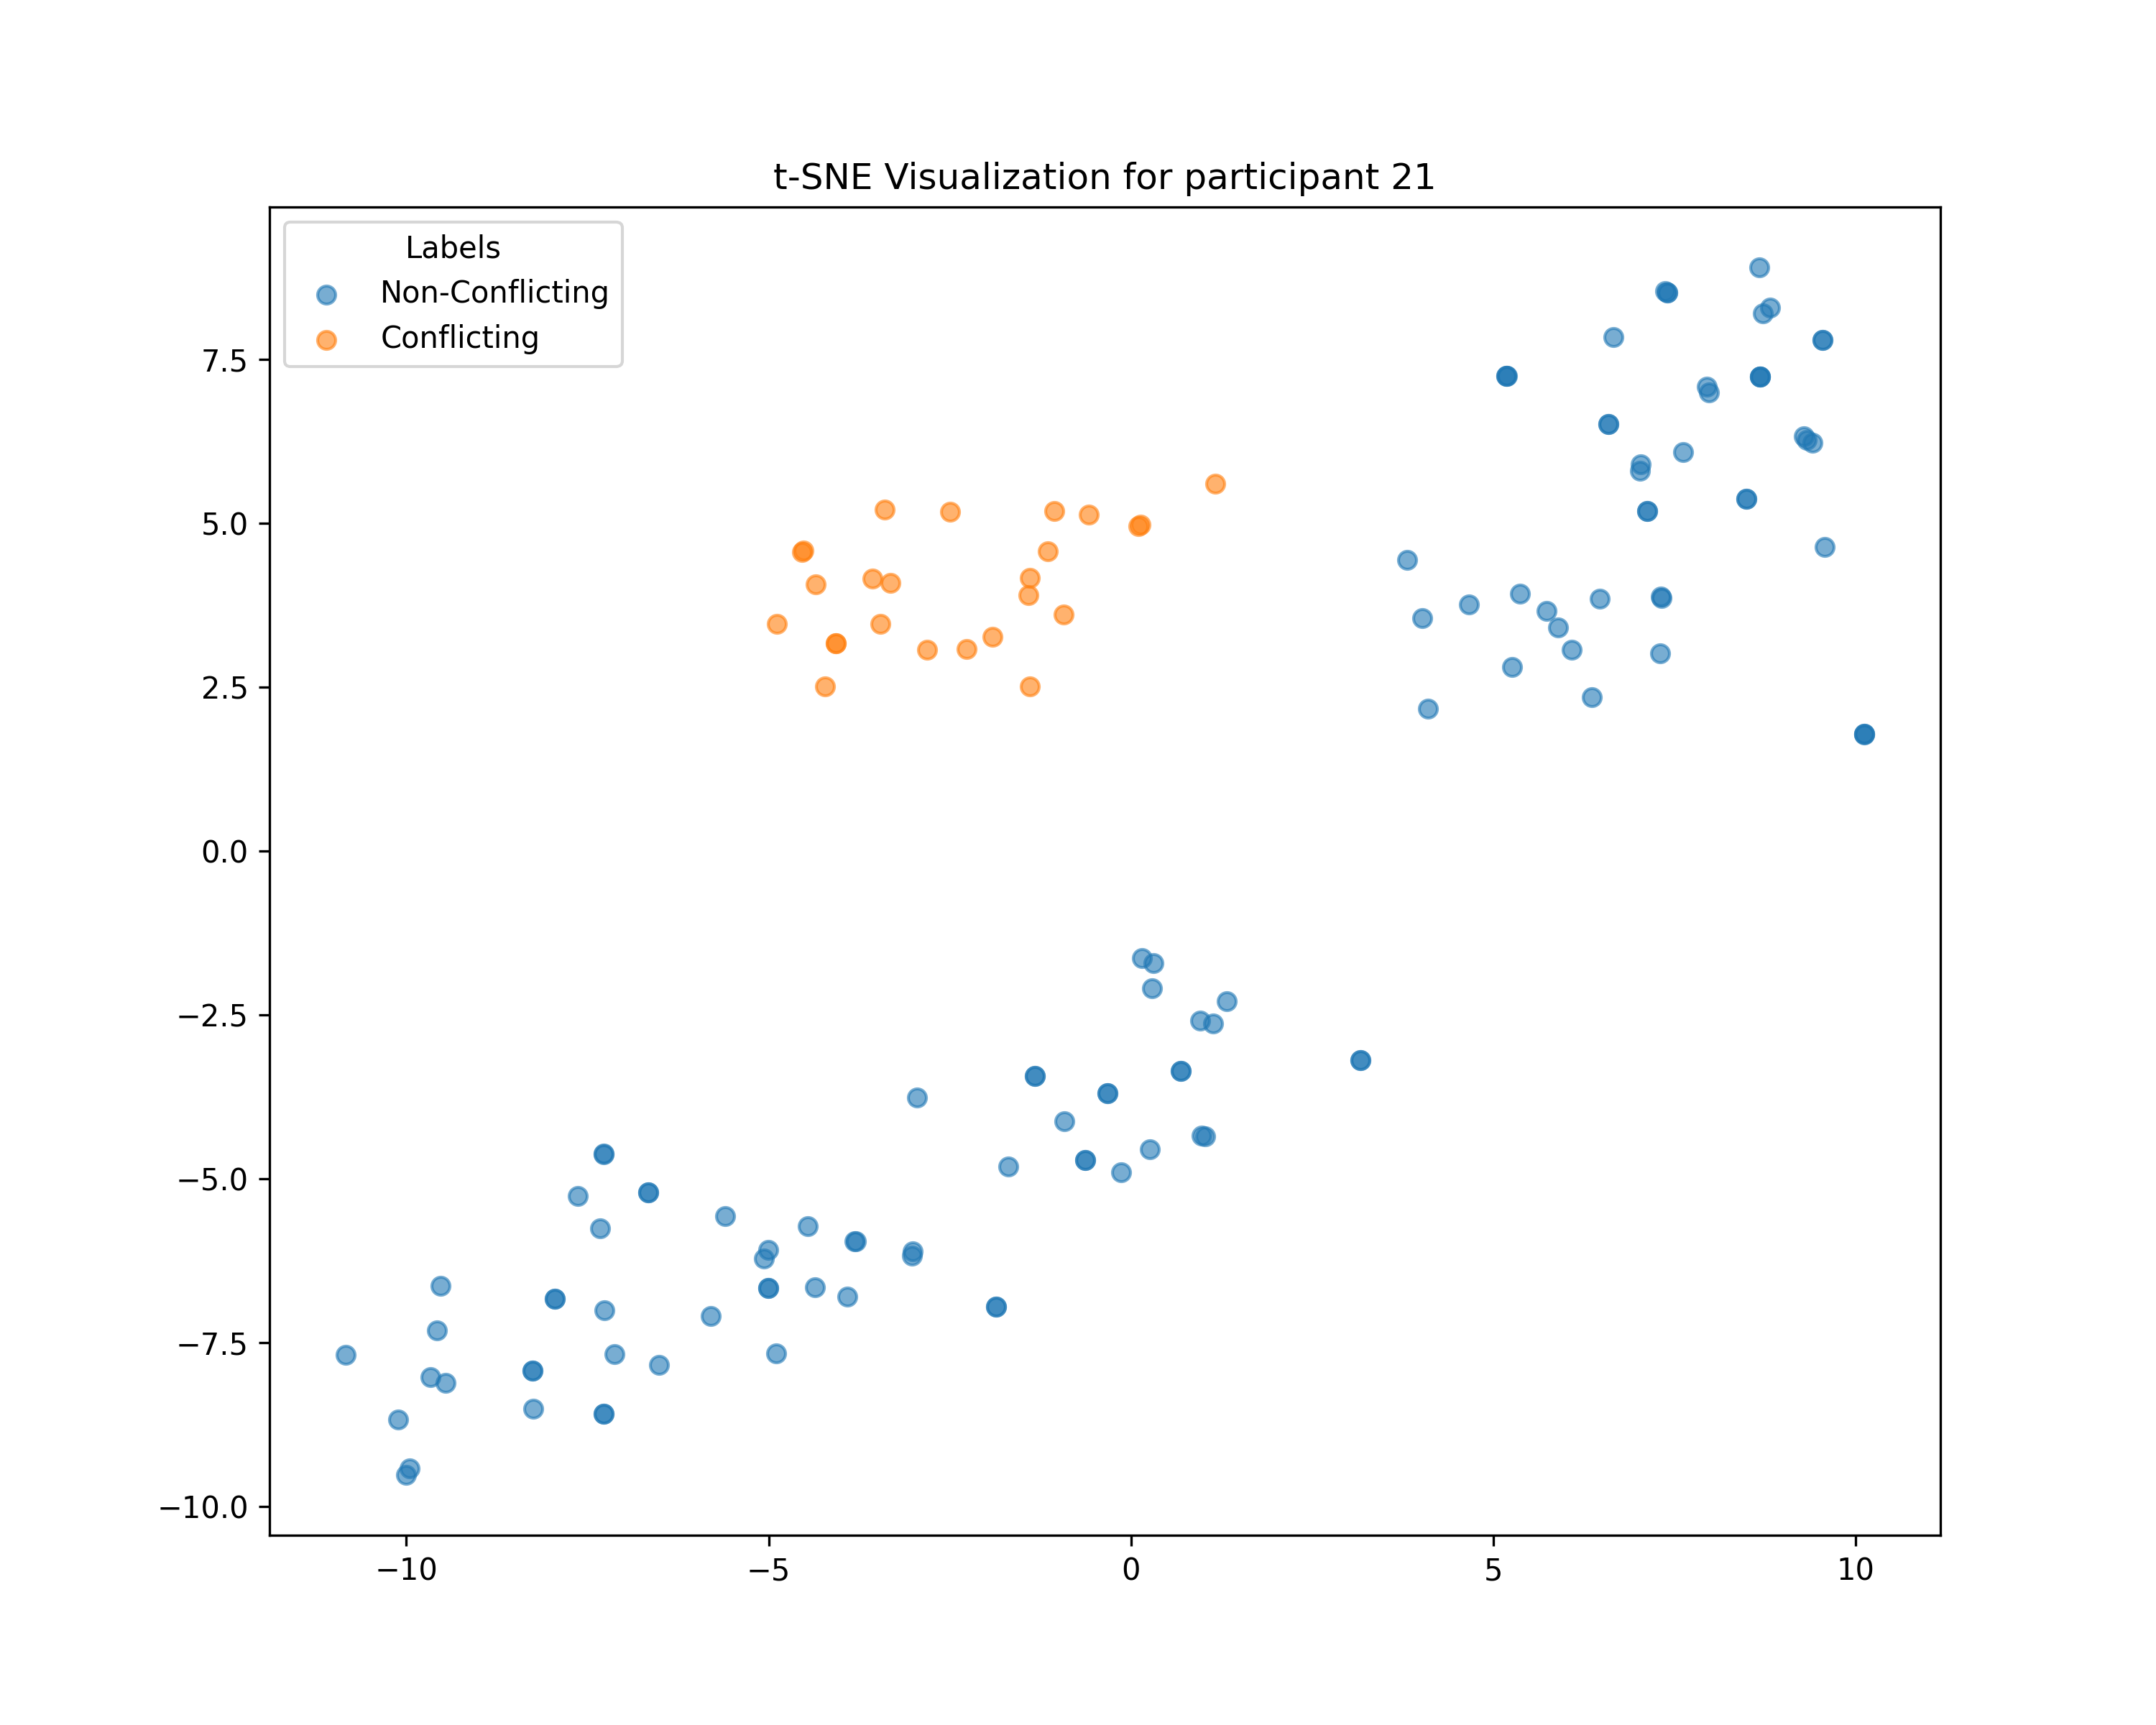 t-SNE Visualization for participant 21
Labels
Non-Conflicting
Conflicting
7.5
5.0
2.5
0.0
−2.5
−5.0
−7.5
−10.0
−10 −5 0 5 10